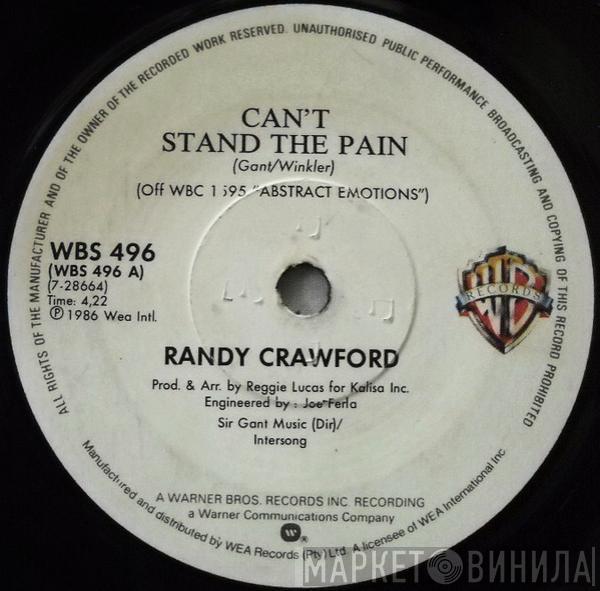 ALL RIGHTS OF THE MANUFACTURER AND OF THE OWNER OF THE RECORDED WORK RESERVED. UNAUTHORISED PUBLIC PERFORMANCE BROADCASTING AND COPYING OF THIS RECORD PROHIBITED
CAN'T
STAND THE PAIN
(Gant/Winkler)
(Off WBC 1595 "ABSTRACT EMOTIONS")
WBS 496
(WBS 496 A)
(7-28664)
Time: 4,22
℗ 1986 Wea Intl.
WB
RECORDS
RANDY CRAWFORD
Prod. & Arr. by Reggie Lucas for Kalisa Inc.
Engineered by : Joe Ferla
Sir Gant Music (Dir)/
Intersong
A WARNER BROS. RECORDS INC. RECORDING
a Warner Communications Company
Manufactured and distributed by WEA Records (Pty) Ltd. A licensee of WEA International Inc
МАРКЕТ ВИНИЛА